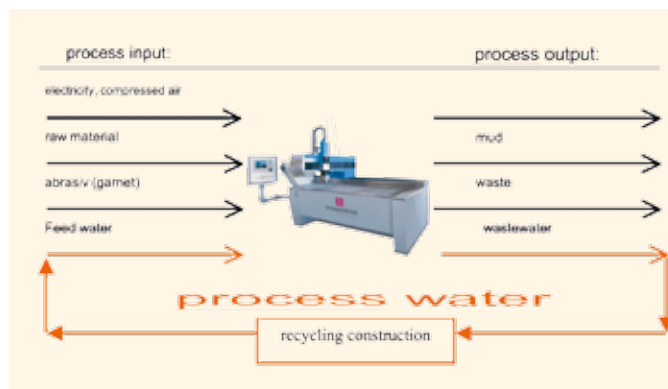 process input:
process output:
electricity, compressed air
raw material
mud
abrasiv (garnet)
waste
Feed water
wastewater
process water
recycling construction